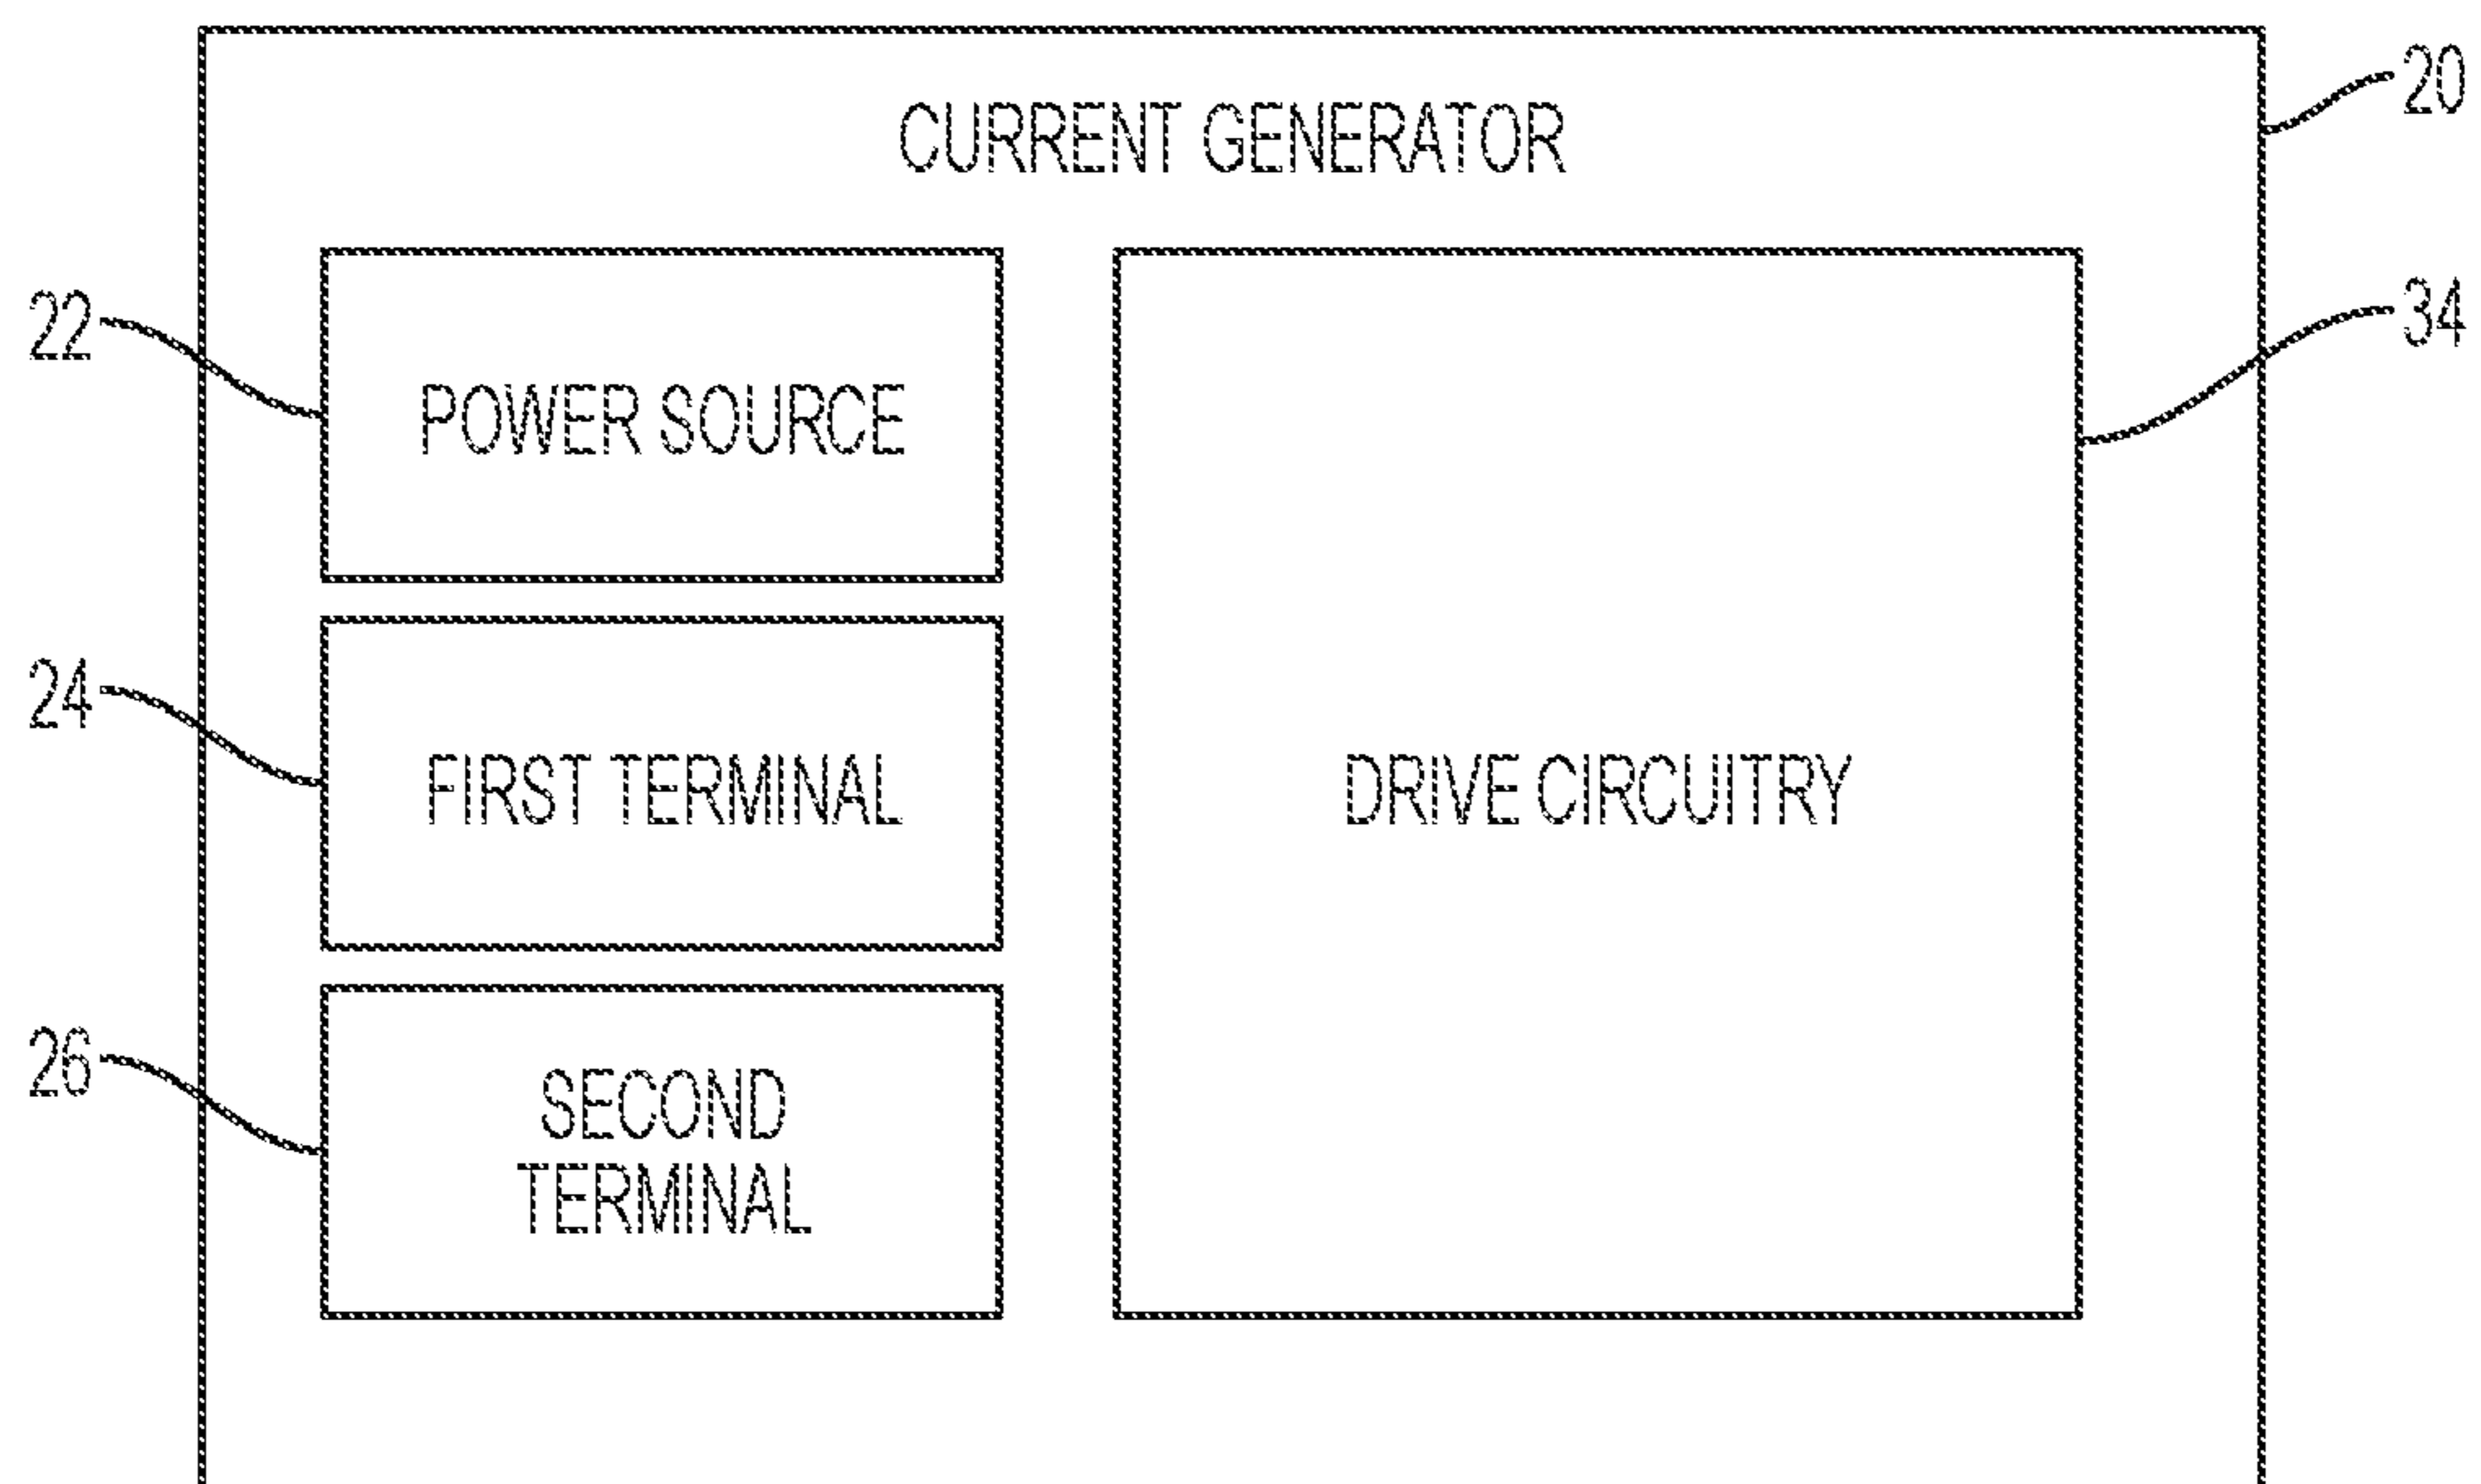 20
CURRENT GENERATOR
22
POWER SOURCE
34
24
FIRST TERMINAL
DRIVE CIRCUITRY
26
SECOND
TERMINAL